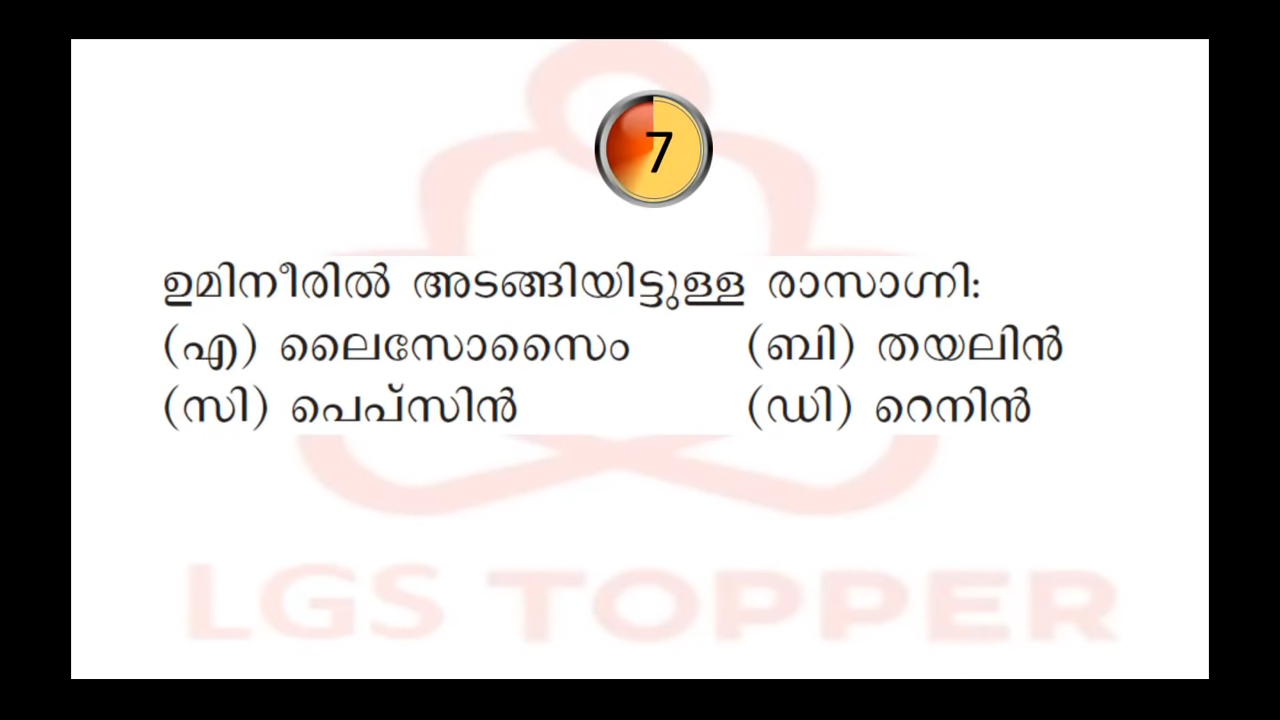 7
ഉമിനീരിൽ അടങ്ങിയിട്ടുള്ള രാസാഗ്നി:
(എ) ലൈസോസൈം (ബി) തയലിൻ
(സി) പെപ്സിൻ (ഡി) റെനിൻ
LGS TOPPER